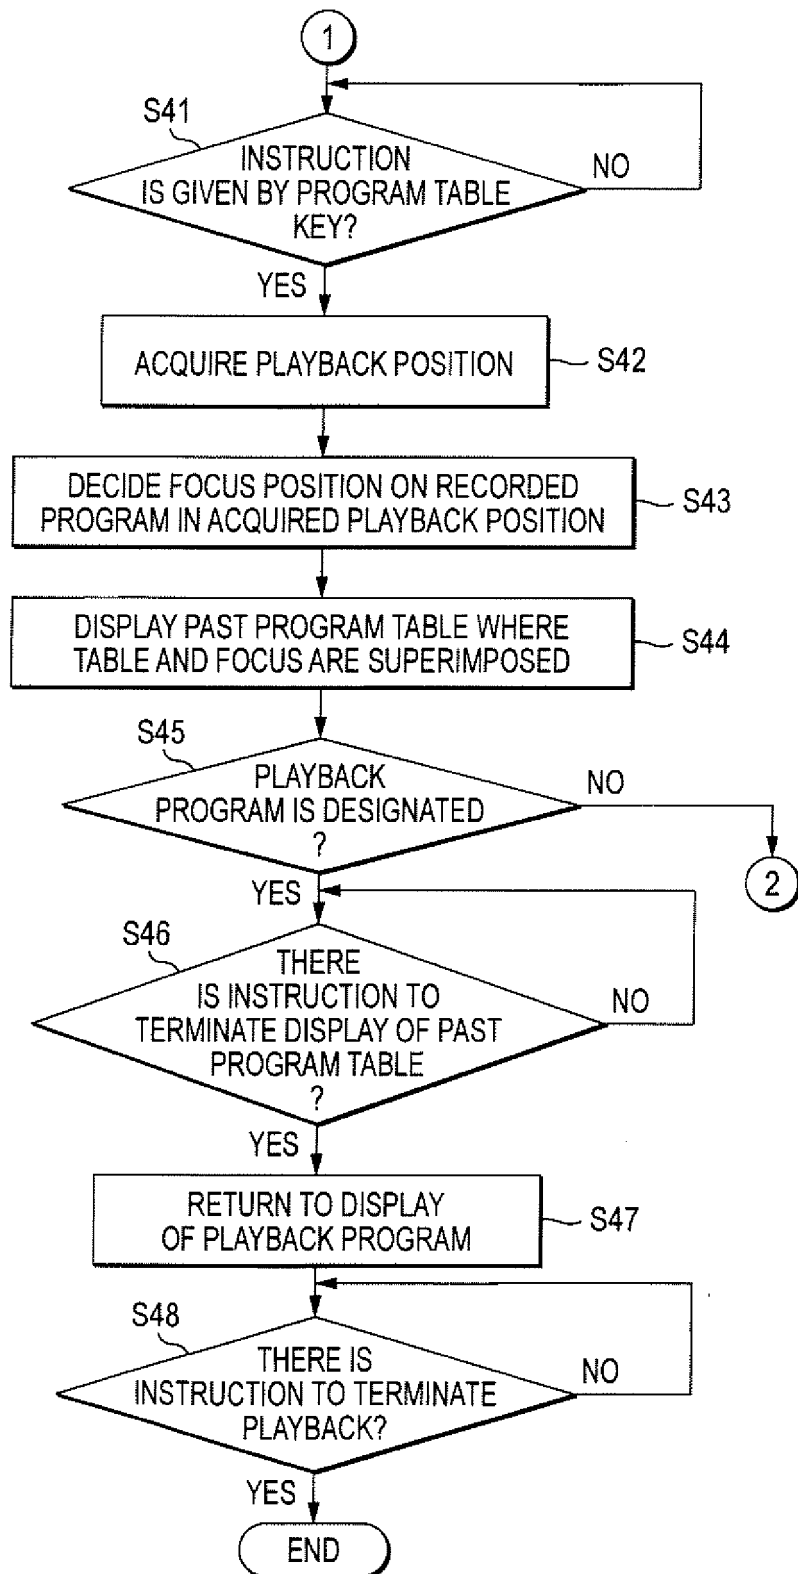 1
S41
INSTRUCTION
IS GIVEN BY PROGRAM TABLE
KEY?
NO
YES
ACQUIRE PLAYBACK POSITION
S42
DECIDE FOCUS POSITION ON RECORDED
PROGRAM IN ACQUIRED PLAYBACK POSITION
S43
DISPLAY PAST PROGRAM TABLE WHERE
TABLE AND FOCUS ARE SUPERIMPOSED
S44
S45
PLAYBACK
PROGRAM IS DESIGNATED
?
NO
2
YES
S46
THERE
IS INSTRUCTION TO
TERMINATE DISPLAY OF PAST
PROGRAM TABLE
?
NO
YES
RETURN TO DISPLAY
OF PLAYBACK PROGRAM
S47
S48
THERE IS
INSTRUCTION TO TERMINATE
PLAYBACK?
NO
YES
END